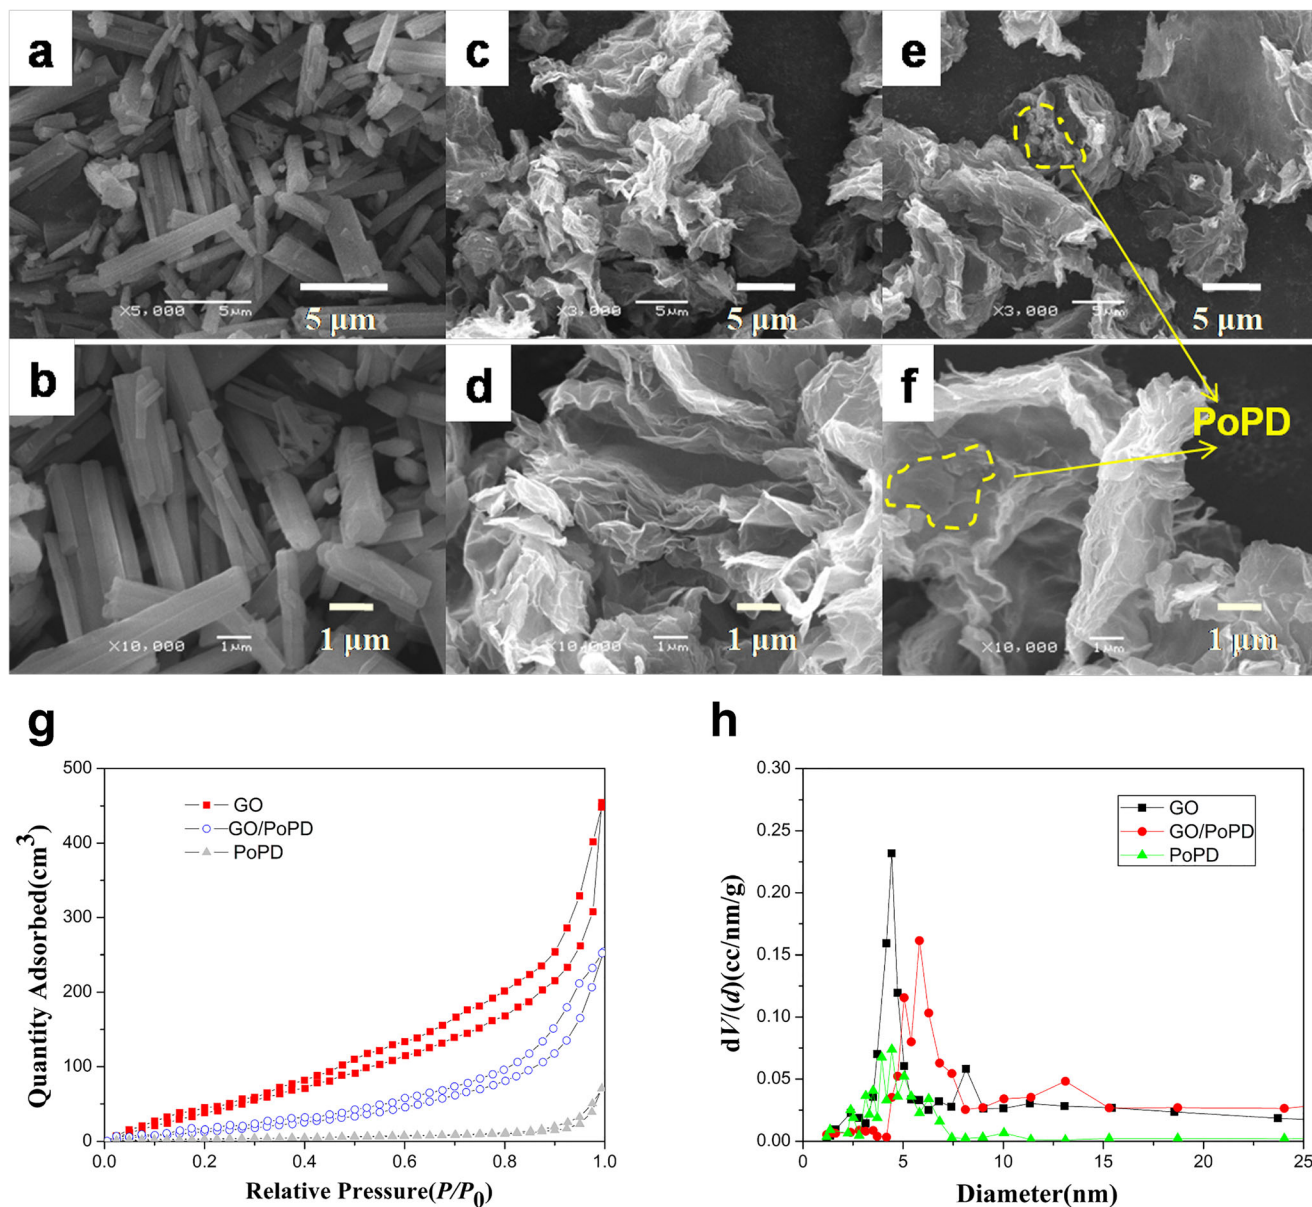 a
c
e
×5,000 5µm
5 µm
×3,000 5µm
5 µm
×3,000 5µm
5 µm
b
d
f
PoPD
×10,000 1µm
1 µm
×10,000 1µm
1 µm
×10,000 1µm
1 µm
g
h
500
400
300
200
100
0
0.0 0.2 0.4 0.6 0.8 1.0
Quantity Adsorbed(cm³)
Relative Pressure(P/P₀)
GO
GO/PoPD
PoPD
0.30
0.25
0.20
0.15
0.10
0.05
0.00
0 5 10 15 20 25
dV/(d)(cc/nm/g)
Diameter(nm)
GO
GO/PoPD
PoPD